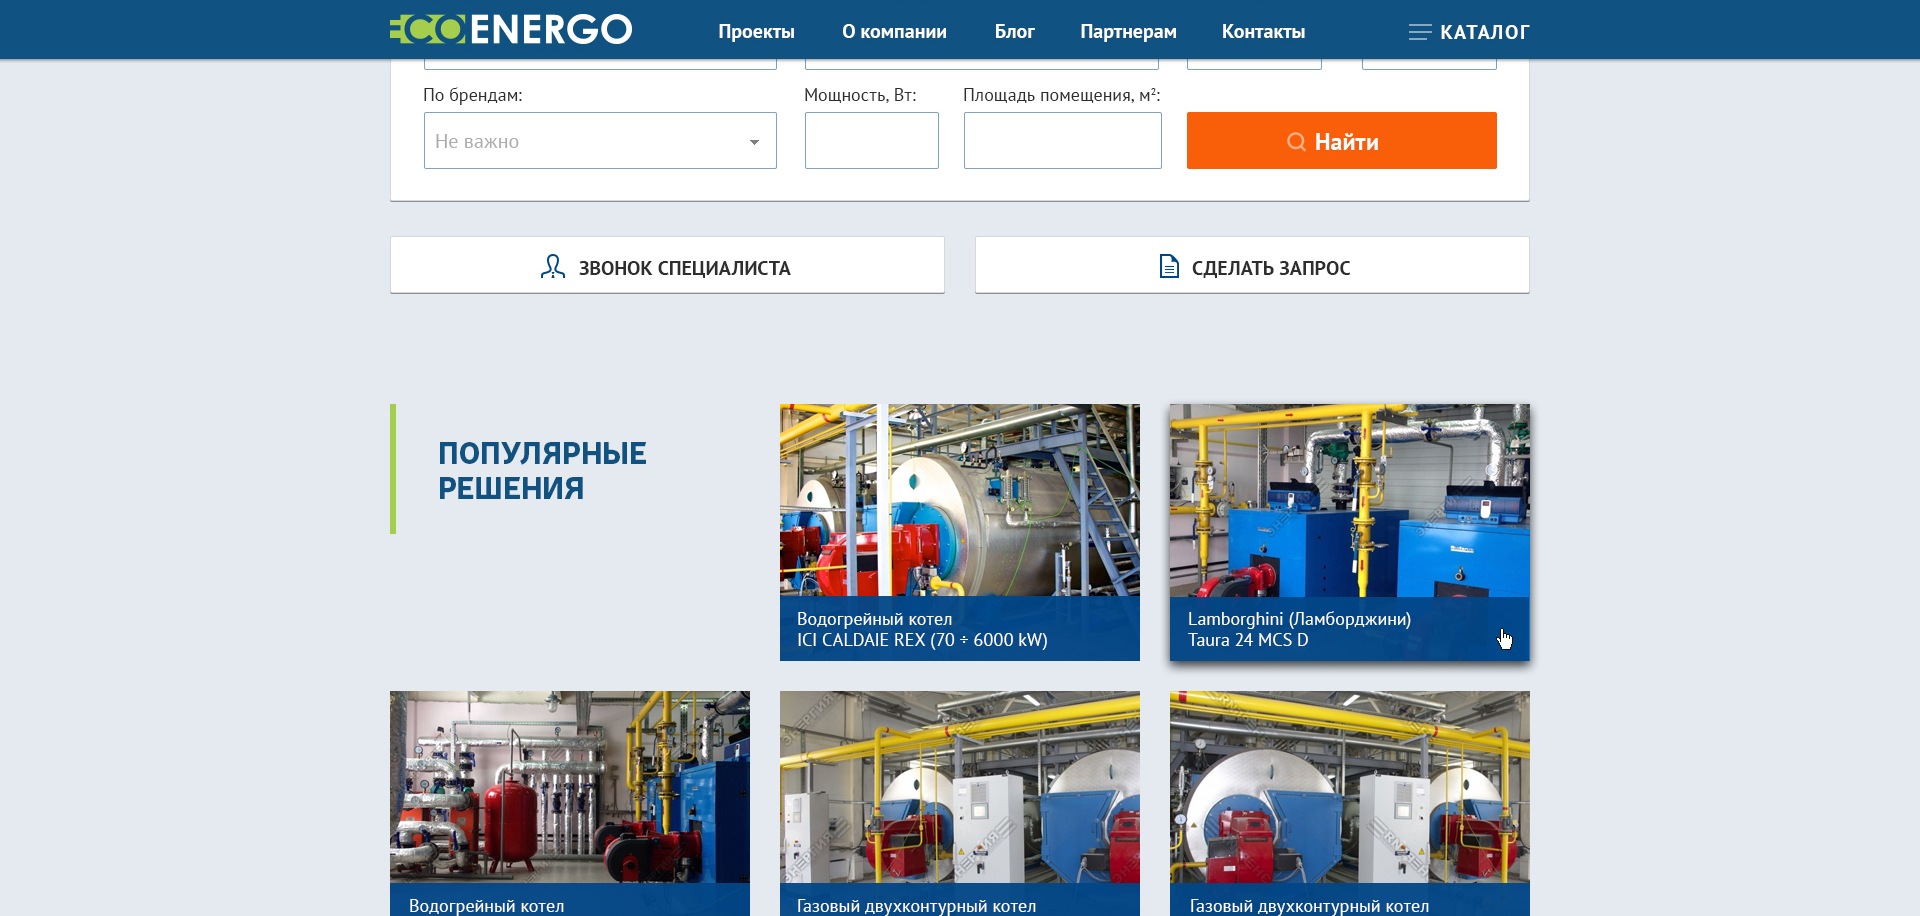 ECOENERGO
Проекты
О компании
Блог
Партнерам
Контакты
КАТАЛОГ
По брендам:
Мощность, Вт:
Площадь помещения, м²:
Не важно
Найти
ЗВОНОК СПЕЦИАЛИСТА
СДЕЛАТЬ ЗАПРОС
ПОПУЛЯРНЫЕ
РЕШЕНИЯ
Водогрейный котел
ICI CALDAIE REX (70 ÷ 6000 kW)
Lamborghini (Ламборджини)
Taura 24 MCS D
Водогрейный котел
Газовый двухконтурный котел
Газовый двухконтурный котел